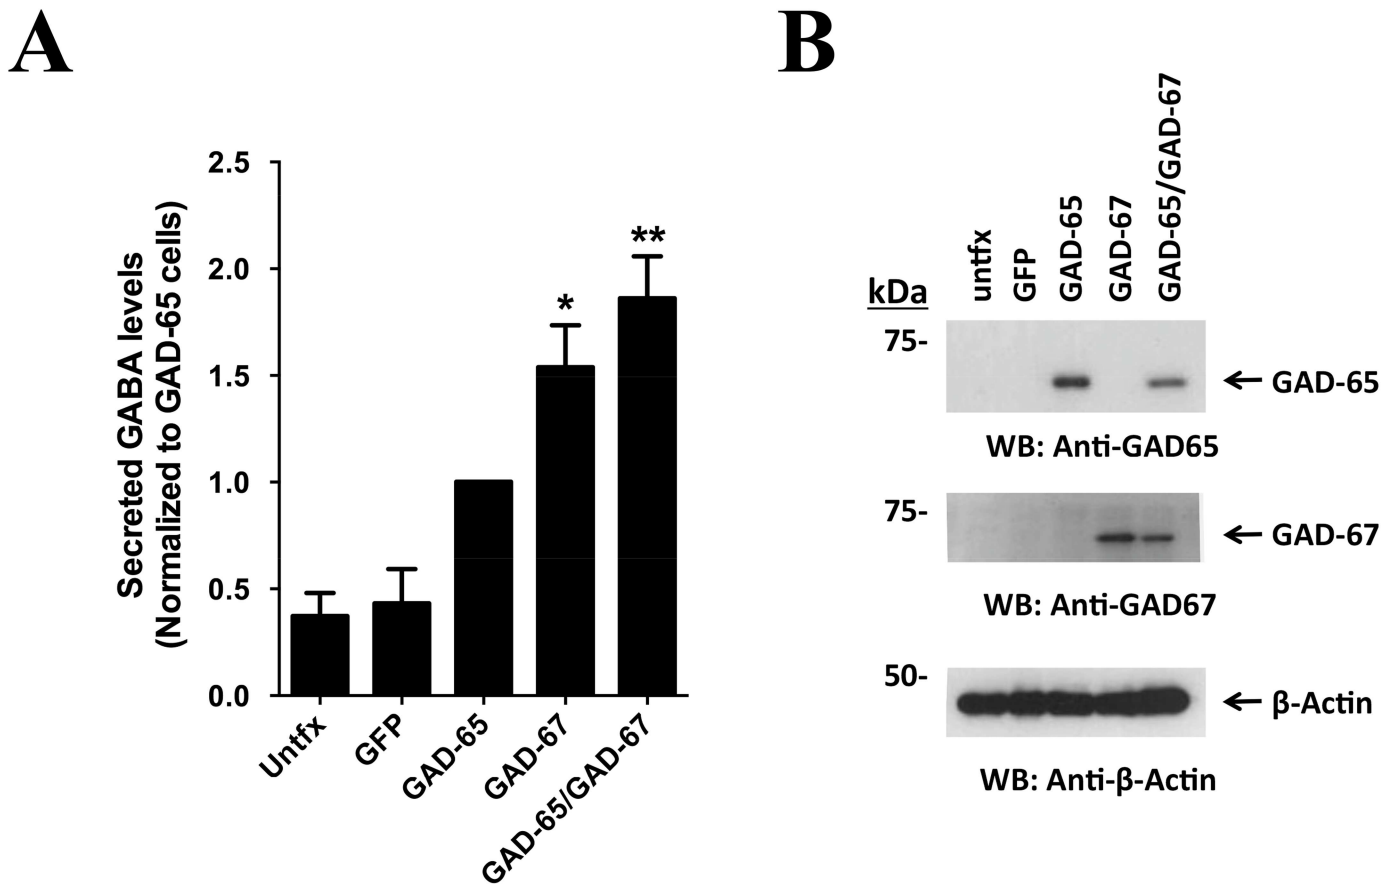 A
Secreted GABA levels
(Normalized to GAD-65 cells)
2.5
2.0
1.5
1.0
0.5
0.0
*
**
Untfx
GFP
GAD-65
GAD-67
GAD-65/GAD-67
B
kDa
untfx
GFP
GAD-65
GAD-67
GAD-65/GAD-67
75-
← GAD-65
WB: Anti-GAD65
75-
← GAD-67
WB: Anti-GAD67
50-
← β-Actin
WB: Anti-β-Actin